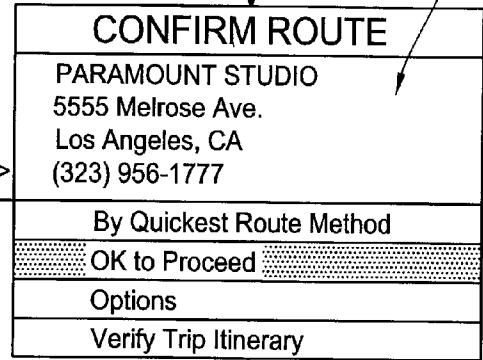 CONFIRM ROUTE
PARAMOUNT STUDIO
5555 Melrose Ave.
Los Angeles, CA
(323) 956-1777
By Quickest Route Method
OK to Proceed
Options
Verify Trip Itinerary